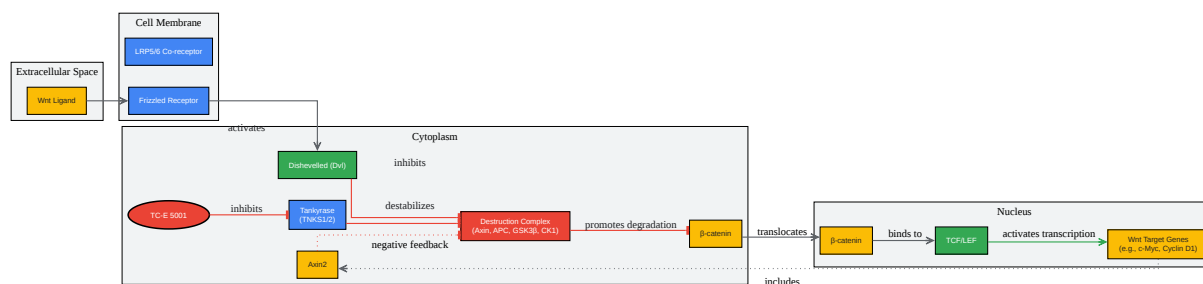 Cell Membrane
LRP5/6 Co-receptor
Extracellular Space
Wnt Ligand
Frizzled Receptor
activates
Cytoplasm
Dishevelled (Dvl)
inhibits
TC-E 5001
inhibits
Tankyrase
(TNKS1/2)
destabilizes
Destruction Complex
(Axin, APC, GSK3β, CK1)
promotes degradation
β-catenin
negative feedback
Axin2
translocates
Nucleus
β-catenin
binds to
TCF/LEF
activates transcription
Wnt Target Genes
(e.g., c-Myc, Cyclin D1)
includes